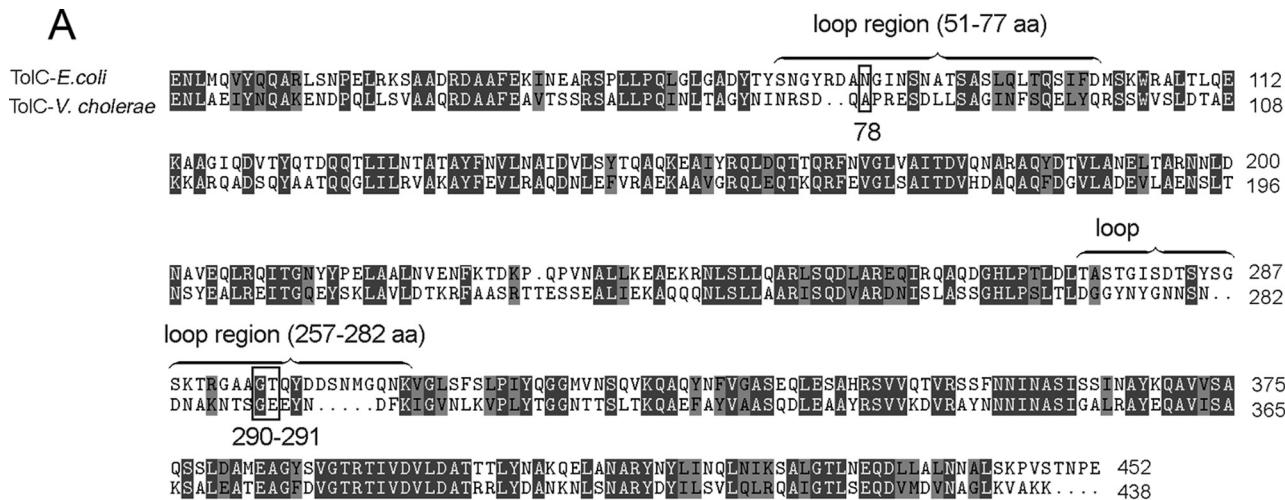 A
loop region (51-77 aa)
TolC-E.coli ENLMQVYQQARLSNPELRKSAADRDAAFEKINEARSPLLPQLGLGADYTYSNGYRDANGINSNATSASLQLTQSIFDMSKWRALTLQE 112
TolC-V. cholerae ENLAEIYNQAKENDPQLLSVAAQRDAAFEAVTSSRSALLPQINLTAGYNINRSD..QAPRESDLLSAGINFSQELYQRSSWVSLDTAE 108
78
KAAGIQDVTYQTDQQTLILNTATAYFNVLNAIDVLSYTQAQKEAIYRQLDQTTQRFNVGLVAITDVQNARAQYDTVLANELTARNNLD 200
KKARQADSQYAATQQGLILRVAKAYFEVLRAQDNLEFVRAEKAAVGRQLEQTKQRFEVGLSAITDVHDAQAQFDGVLADEVLAENSLT 196
loop
NAVEQLRQITGNYYPELAALNVENFKTDKP.QPVNALLKEAEKRNLSLLQARLSQDLAREQIRQAQDGHLPTLDLTASTGISDTSYSG 287
NSYEALREITGQEYSKLAVLDTKRFAASRTTESSEALIEKAQQQNLSLLAARISQDVARDNISLASSGHLPSLTLDGGYNYGNNSN.. 282
loop region (257-282 aa)
SKTRGAAGTQYDDSNMGQNKVGLSFSLPIYQGGMVNSQVKQAQYNFVGASEQLESAHRSVVQTVRSSFNNINASISSINAYKQAVVSA 375
DNAKNTSGEEYN.....DFKIGVNLKVPLYTGGNTTSLTKQAEFAYVAASQDLEAAYRSVVKDVRAYNNNINASIGALRAYEQAVISA 365
290-291
QSSLDAMEAGYSVGTRTIVDVLDATTTLYNAKQELANARYNYLINQLNIKSALGTLNEQDLLALNNALSKPVSTNPE 452
KSALEATEAGFDVGTRTIVDVLDATRRLYDANKNLSNARYDYILSVLQLRQAIGTLSEQDVMDVNAGLKVAKK.... 438